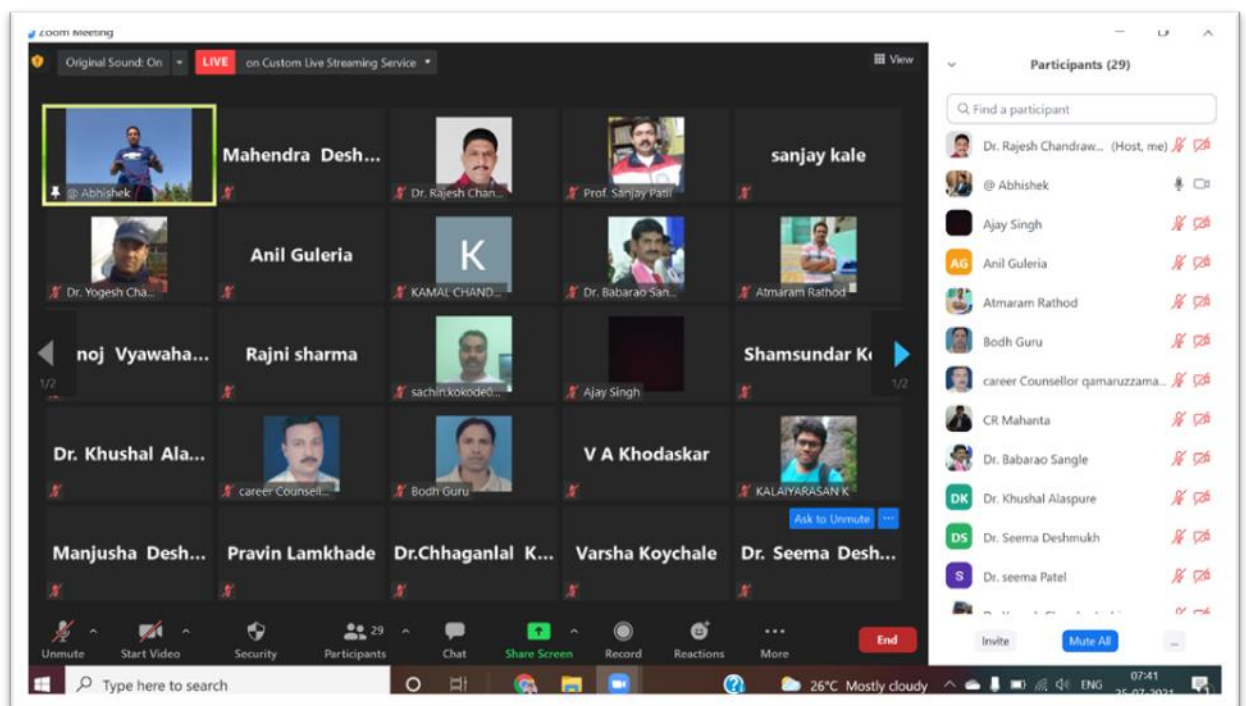 Zoom Meeting
Original Sound: On
LIVE on Custom Live Streaming Service
View
@ Abhishek
Mahendra Desh...
Dr. Rajesh Chan...
Prof. Sanjay Patil
sanjay kale
Dr. Yogesh Cha...
Anil Guleria
K
KAMAL CHAND...
Dr. Babarao San...
Atmaram Rathod
noj Vyawaha...
1/2
Rajni sharma
sachin.kokode0...
Ajay Singh
Shamsundar K
1/2
Dr. Khushal Ala...
career Counsell...
Bodh Guru
V A Khodaskar
KALAIYARASAN K
Ask to Unmute ...
Manjusha Desh...
Pravin Lamkhade
Dr.Chhaganlal K...
Varsha Koychale
Dr. Seema Desh...
Unmute
Start Video
Security
Participants 29
Chat
Share Screen
Record
Reactions
More
End
Participants (29)
Find a participant
Dr. Rajesh Chandraw... (Host, me)
@ Abhishek
Ajay Singh
AG Anil Guleria
Atmaram Rathod
Bodh Guru
career Counsellor qamaruzzama...
CR Mahanta
Dr. Babarao Sangle
DK Dr. Khushal Alaspure
DS Dr. Seema Deshmukh
S Dr. seema Patel
Invite
Mute All
...
Type here to search
26°C Mostly cloudy
ENG
07:41
25-07-2021